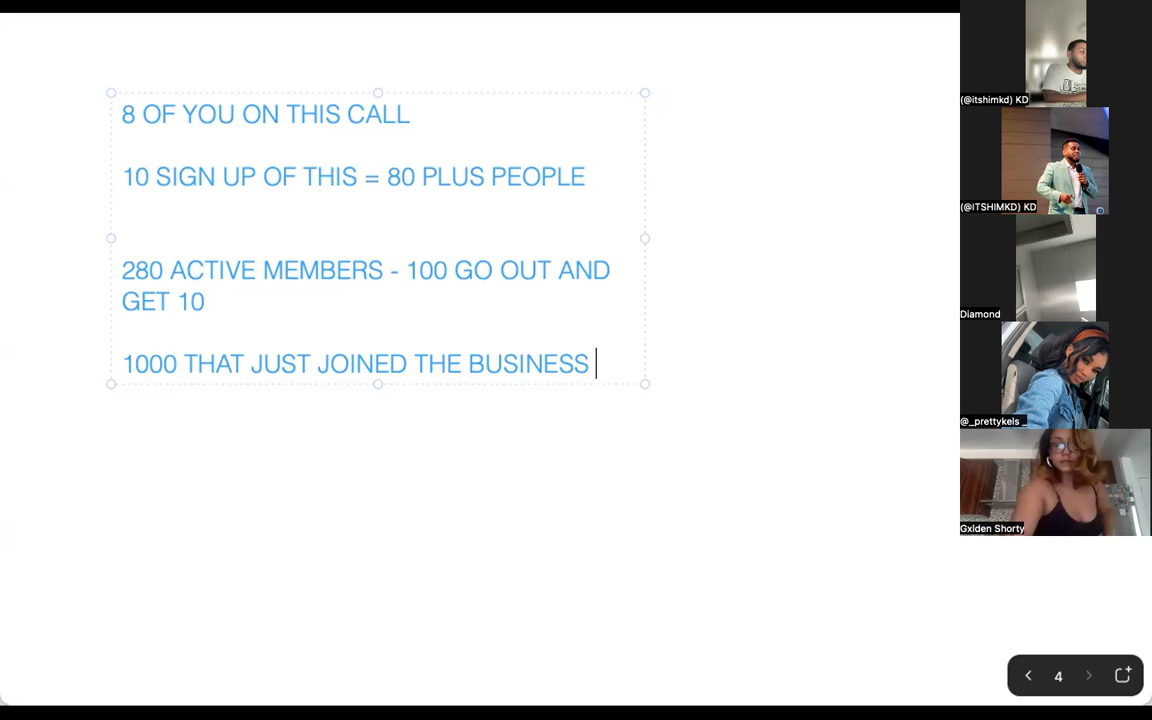 8 OF YOU ON THIS CALL
10 SIGN UP OF THIS = 80 PLUS PEOPLE
280 ACTIVE MEMBERS - 100 GO OUT AND
GET 10
1000 THAT JUST JOINED THE BUSINESS
(@itshimkd) KD
(@ITSHIMKD) KD
Diamond
@_prettykels_
Gxlden Shorty
4